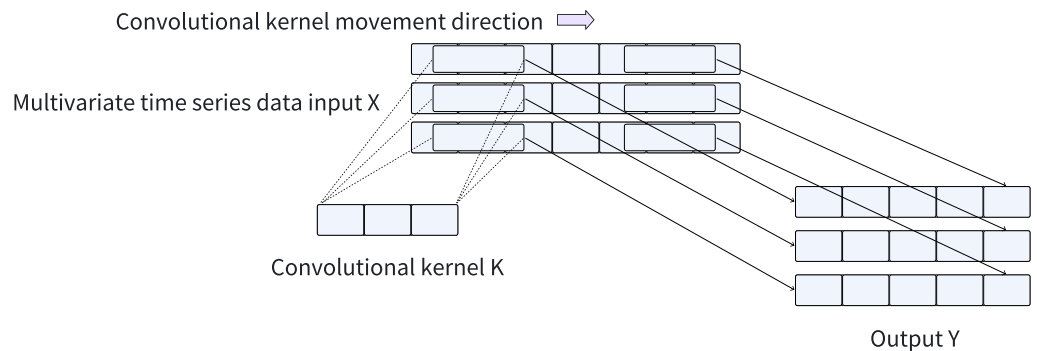 Convolutional kernel movement direction
Multivariate time series data input X
Convolutional kernel K
Output Y